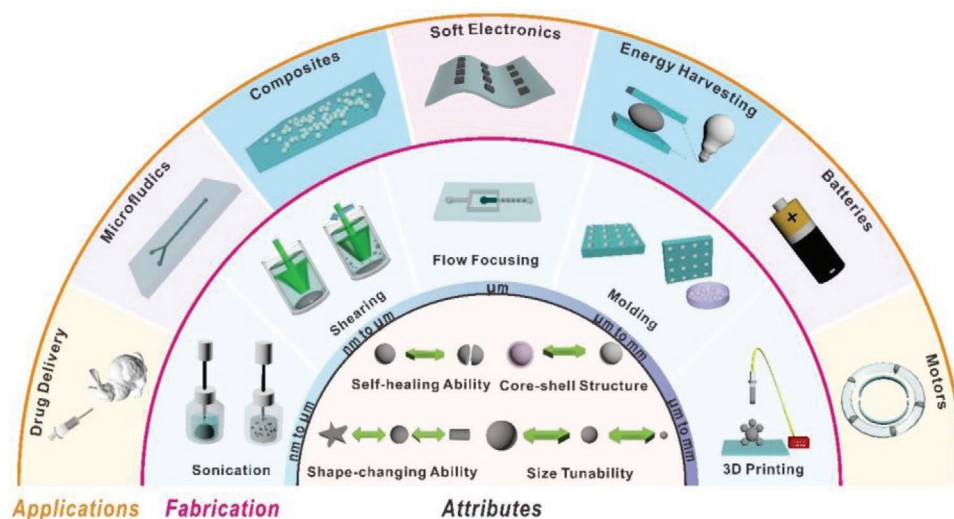 Drug Delivery
Microfludics
Composites
Soft Electronics
Energy Harvesting
Batteries
Motors
Sonication
Shearing
Flow Focusing
Molding
3D Printing
nm to µm
nm to µm
µm
µm to mm
µm to mm
Self-healing Ability
Core-shell Structure
Shape-changing Ability
Size Tunability
Applications
Fabrication
Attributes